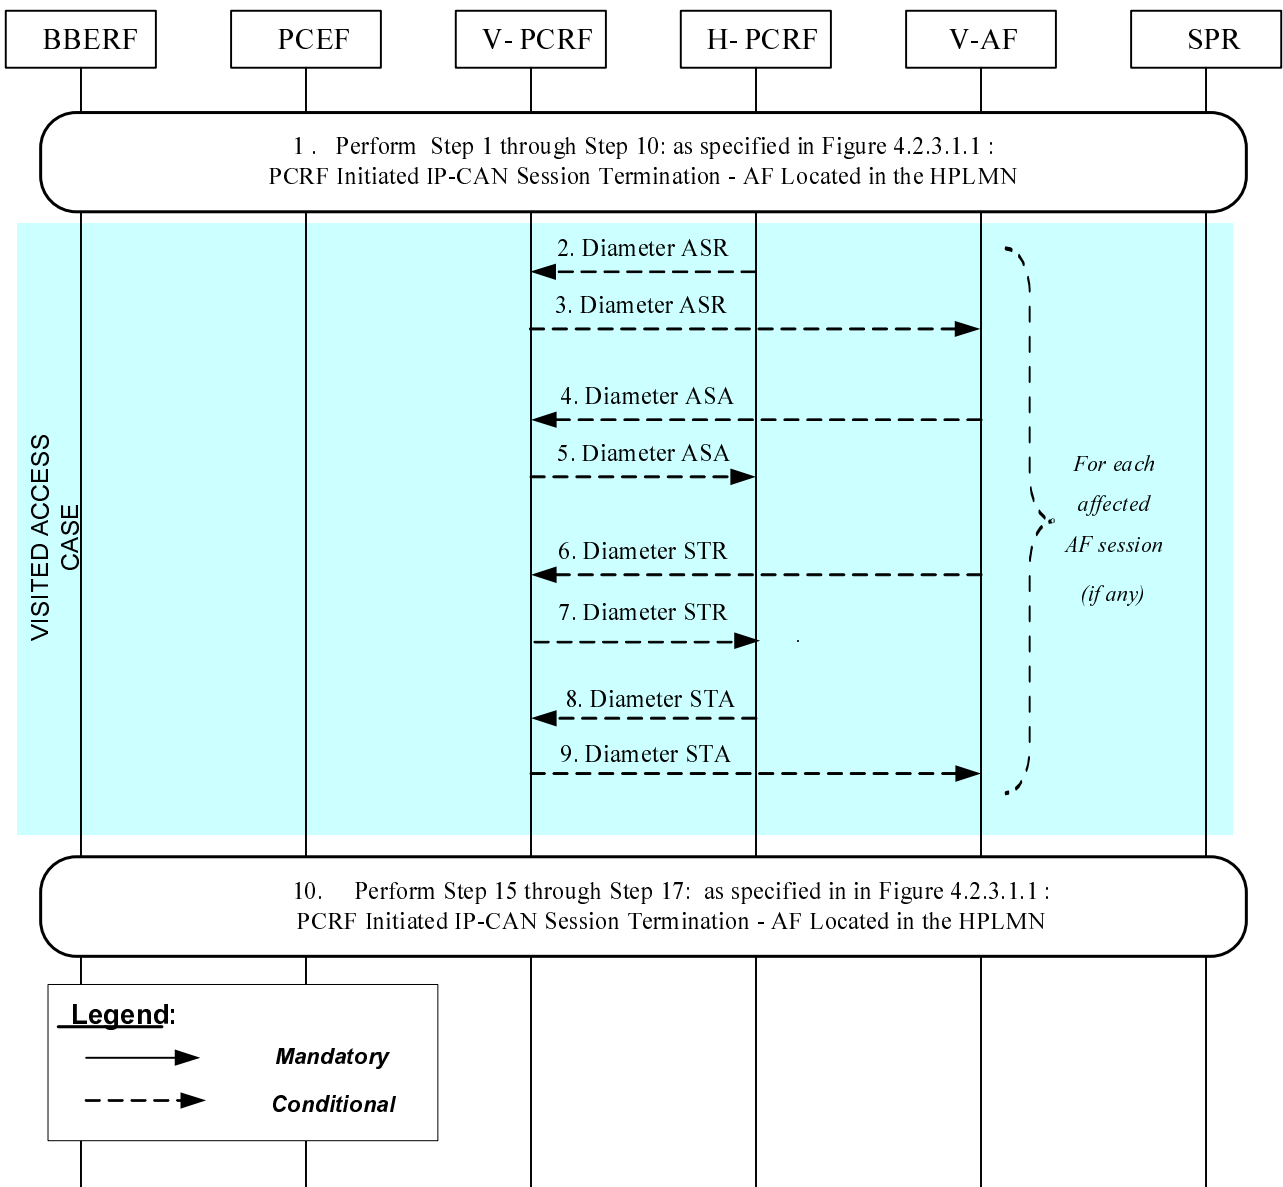 BBERF
PCEF
V- PCRF
H- PCRF
V-AF
SPR
1 . Perform Step 1 through Step 10: as specified in Figure 4.2.3.1.1 :
PCRF Initiated IP-CAN Session Termination - AF Located in the HPLMN
2. Diameter ASR
3. Diameter ASR
4. Diameter ASA
5. Diameter ASA
6. Diameter STR
7. Diameter STR
8. Diameter STA
9. Diameter STA
For each
affected
AF session
(if any)
VISITED ACCESS
CASE
10. Perform Step 15 through Step 17: as specified in in Figure 4.2.3.1.1 :
PCRF Initiated IP-CAN Session Termination - AF Located in the HPLMN
Legend:
Mandatory
Conditional